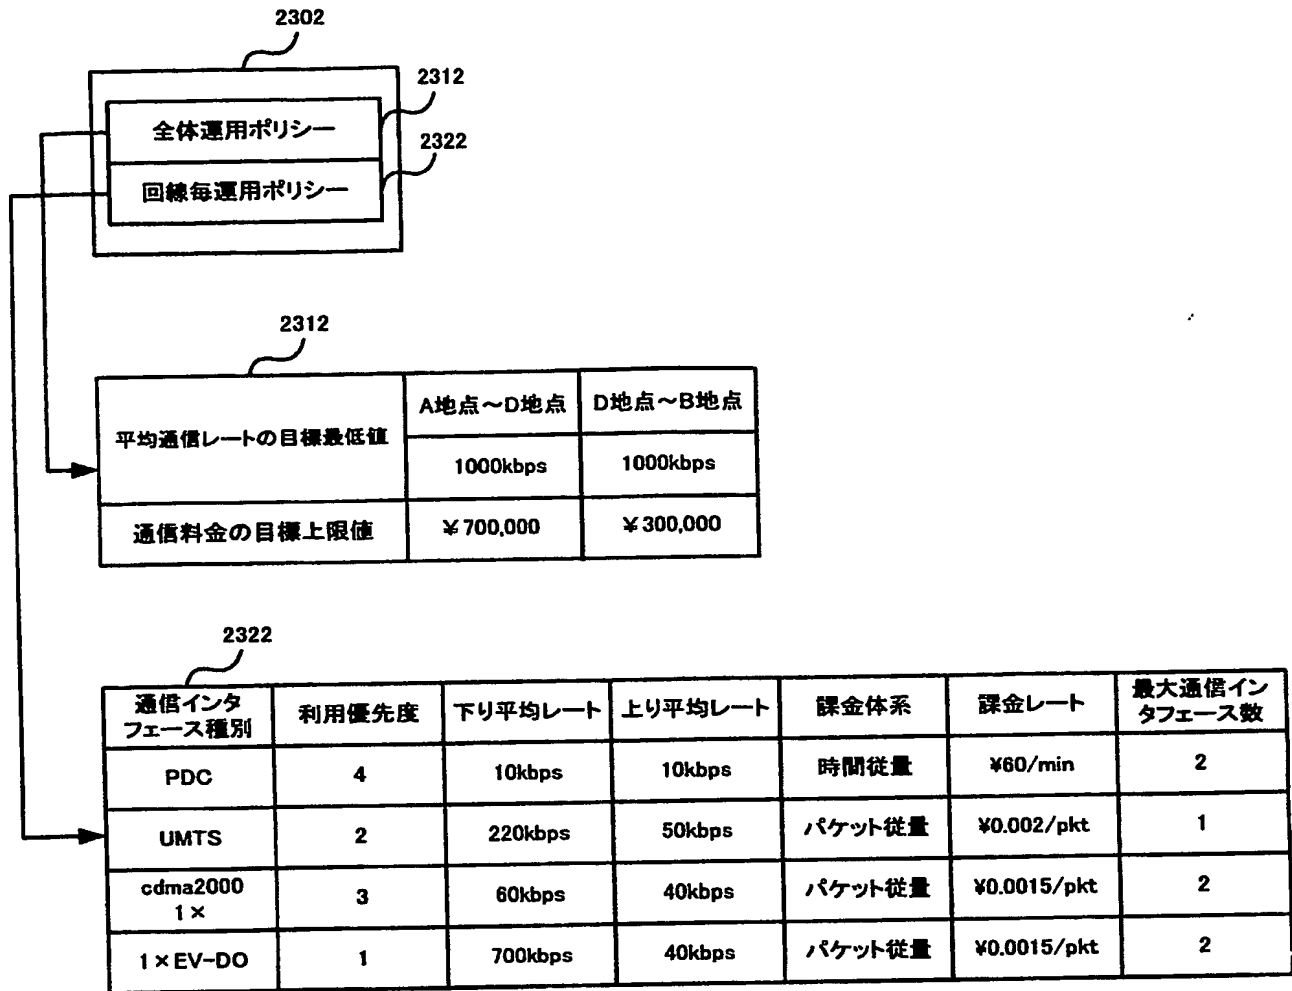 2302
2312
全体運用ポリシー
2322
回線毎運用ポリシー
2312
平均通信レートの目標最低値
A地点～D地点
D地点～B地点
1000kbps
1000kbps
通信料金の目標上限値
￥700,000
￥300,000
2322
通信インタ
フェース種別
利用優先度
下り平均レート
上り平均レート
課金体系
課金レート
最大通信イン
タフェース数
PDC
4
10kbps
10kbps
時間従量
¥60/min
2
UMTS
2
220kbps
50kbps
パケット従量
¥0.002/pkt
1
cdma2000
1×
3
60kbps
40kbps
パケット従量
¥0.0015/pkt
2
1×EV-DO
1
700kbps
40kbps
パケット従量
¥0.0015/pkt
2